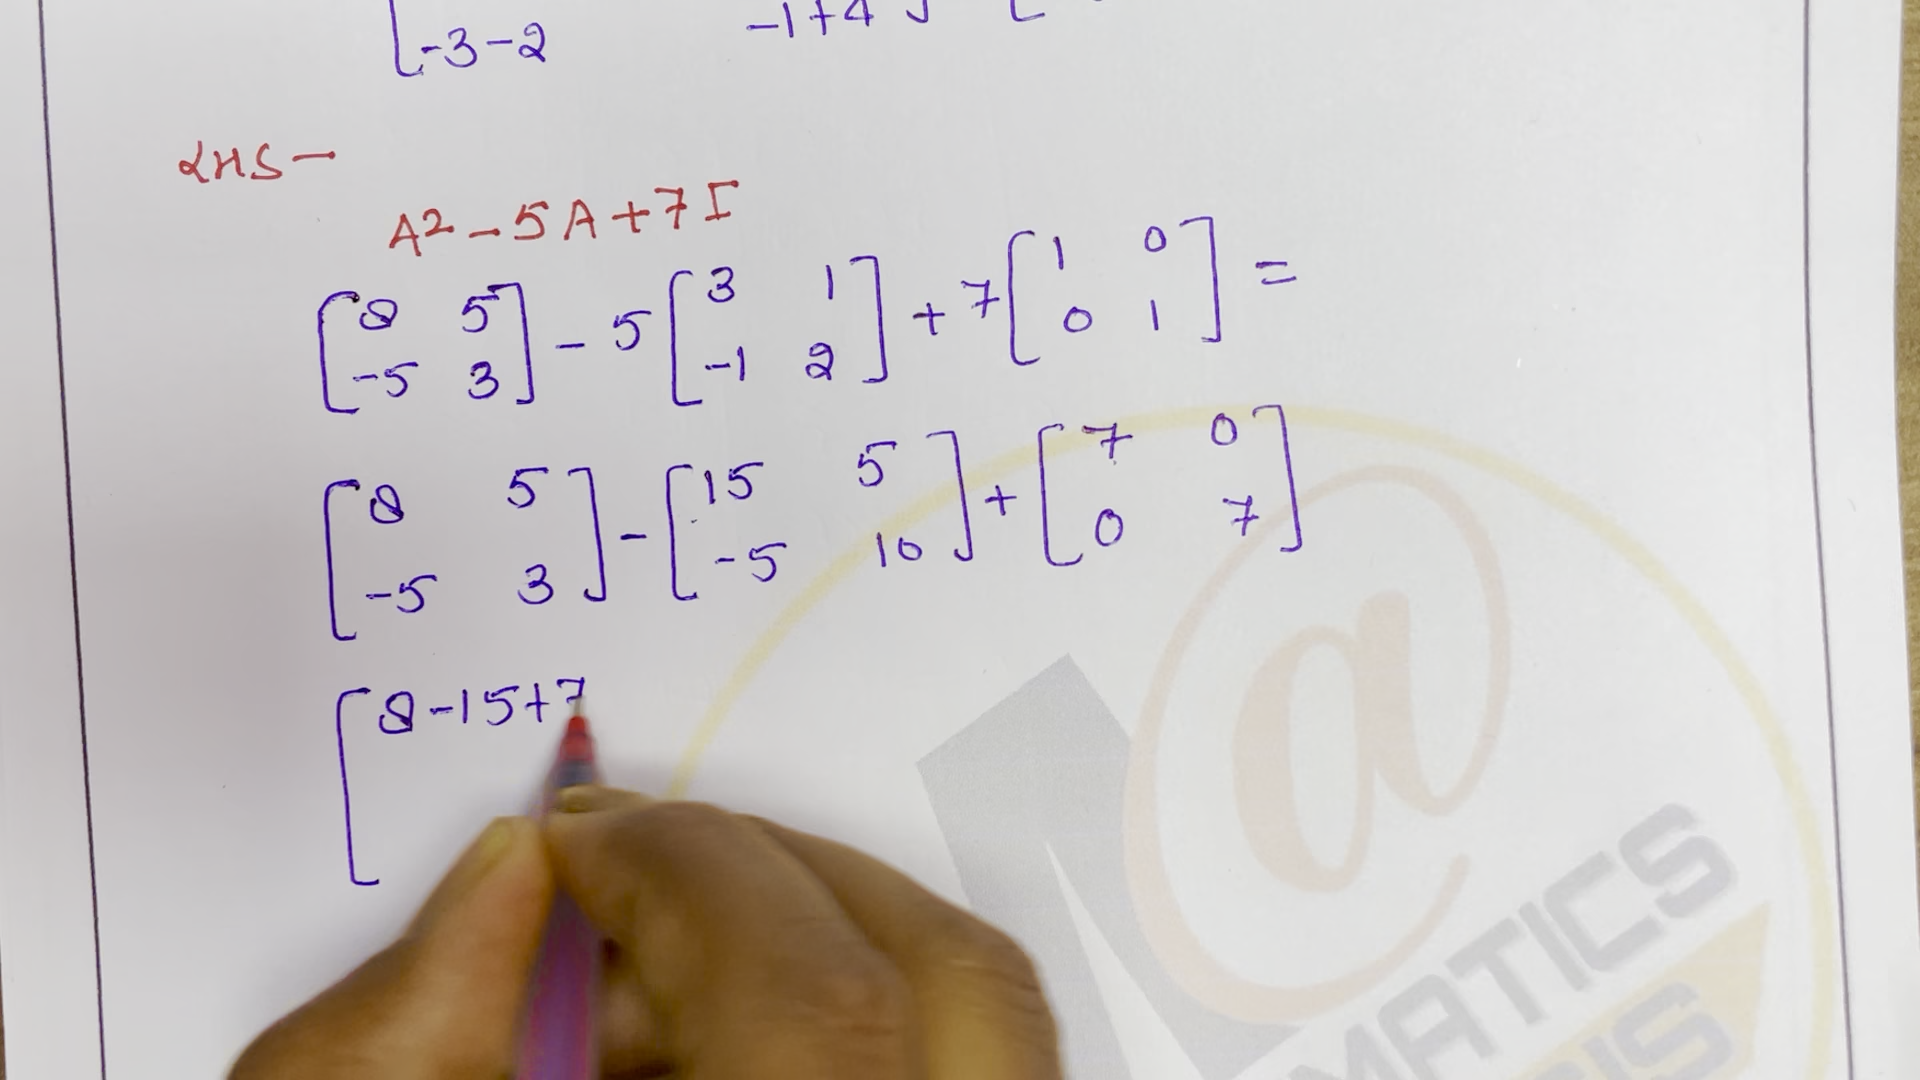 -3-2 -1+4
LHS-
A² - 5A + 7I
[8 5] - 5 [3 1] + 7 [1 0] =
[-5 3] [-1 2] [0 1]
[8 5] - [15 5] + [7 0]
[-5 3] [-5 10] [0 7]
[8-15+7
@
MATICS